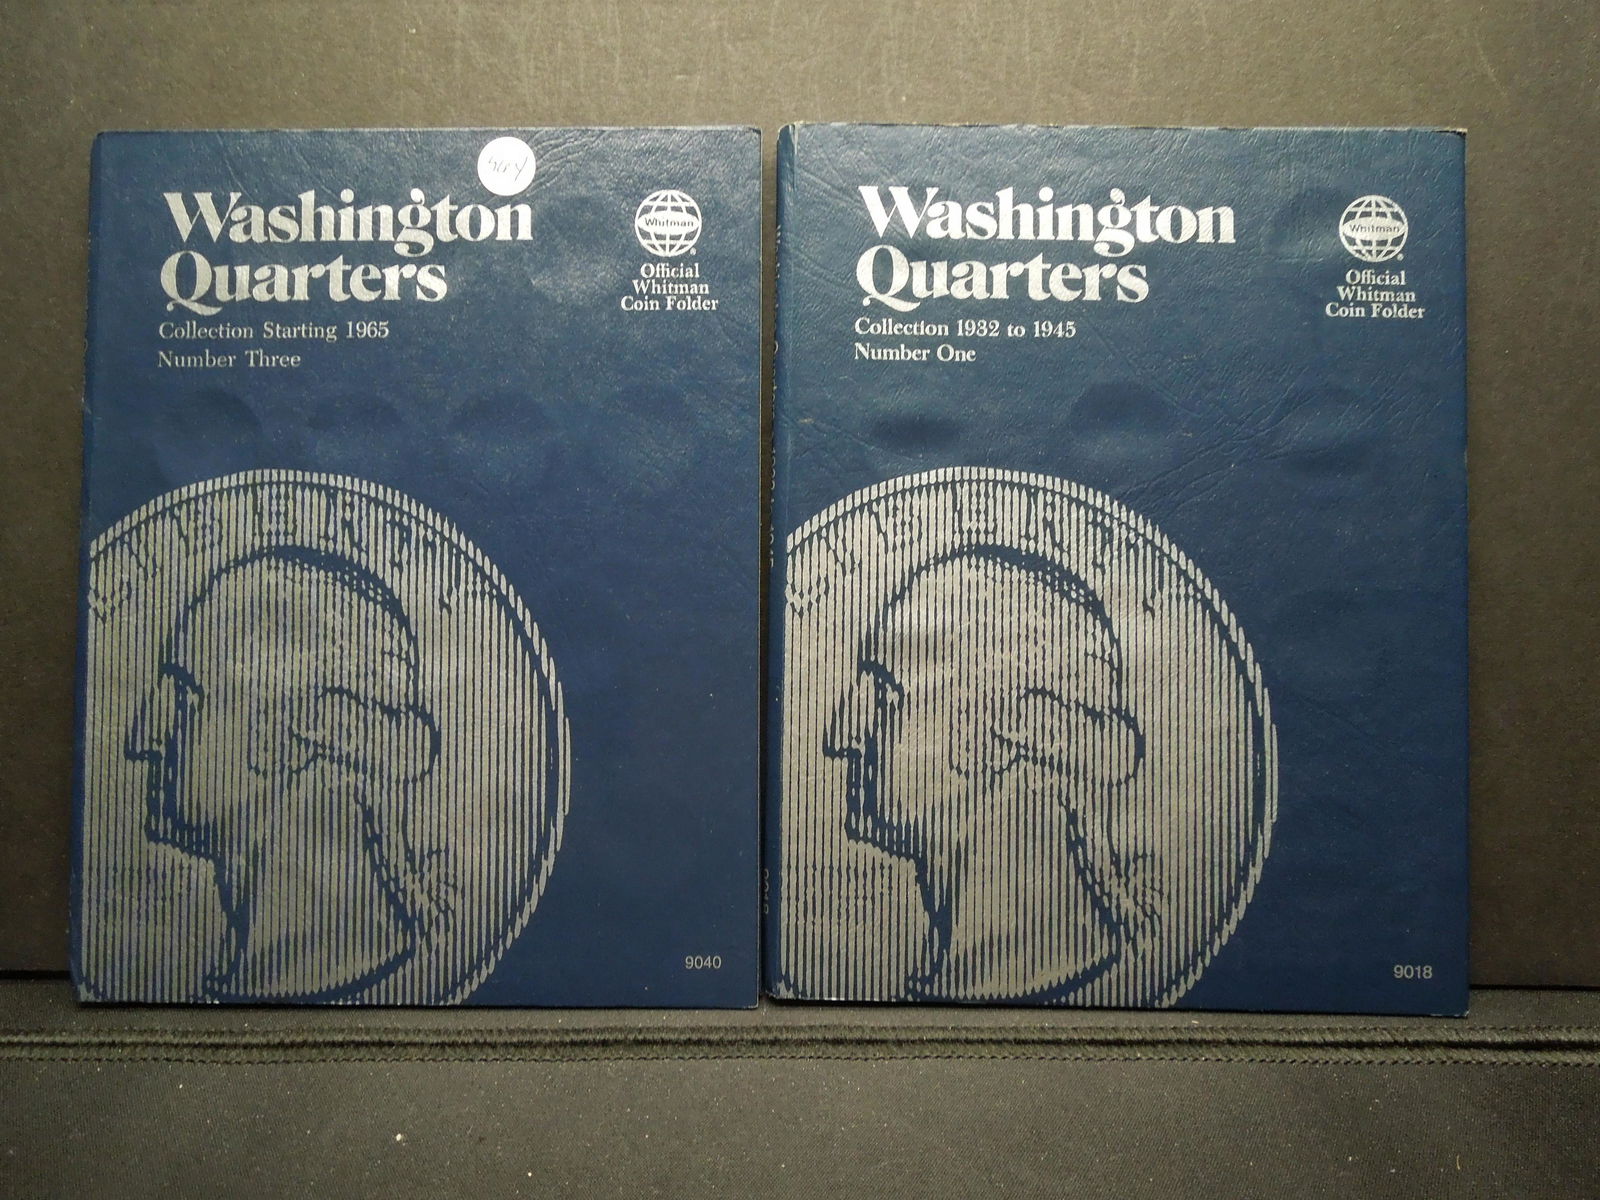 Washington
Quarters
Collection Starting 1965
Number Three
Whitman
Official
Whitman
Coin Folder
9040
Washington
Quarters
Collection 1932 to 1945
Number One
Whitman
Official
Whitman
Coin Folder
9018